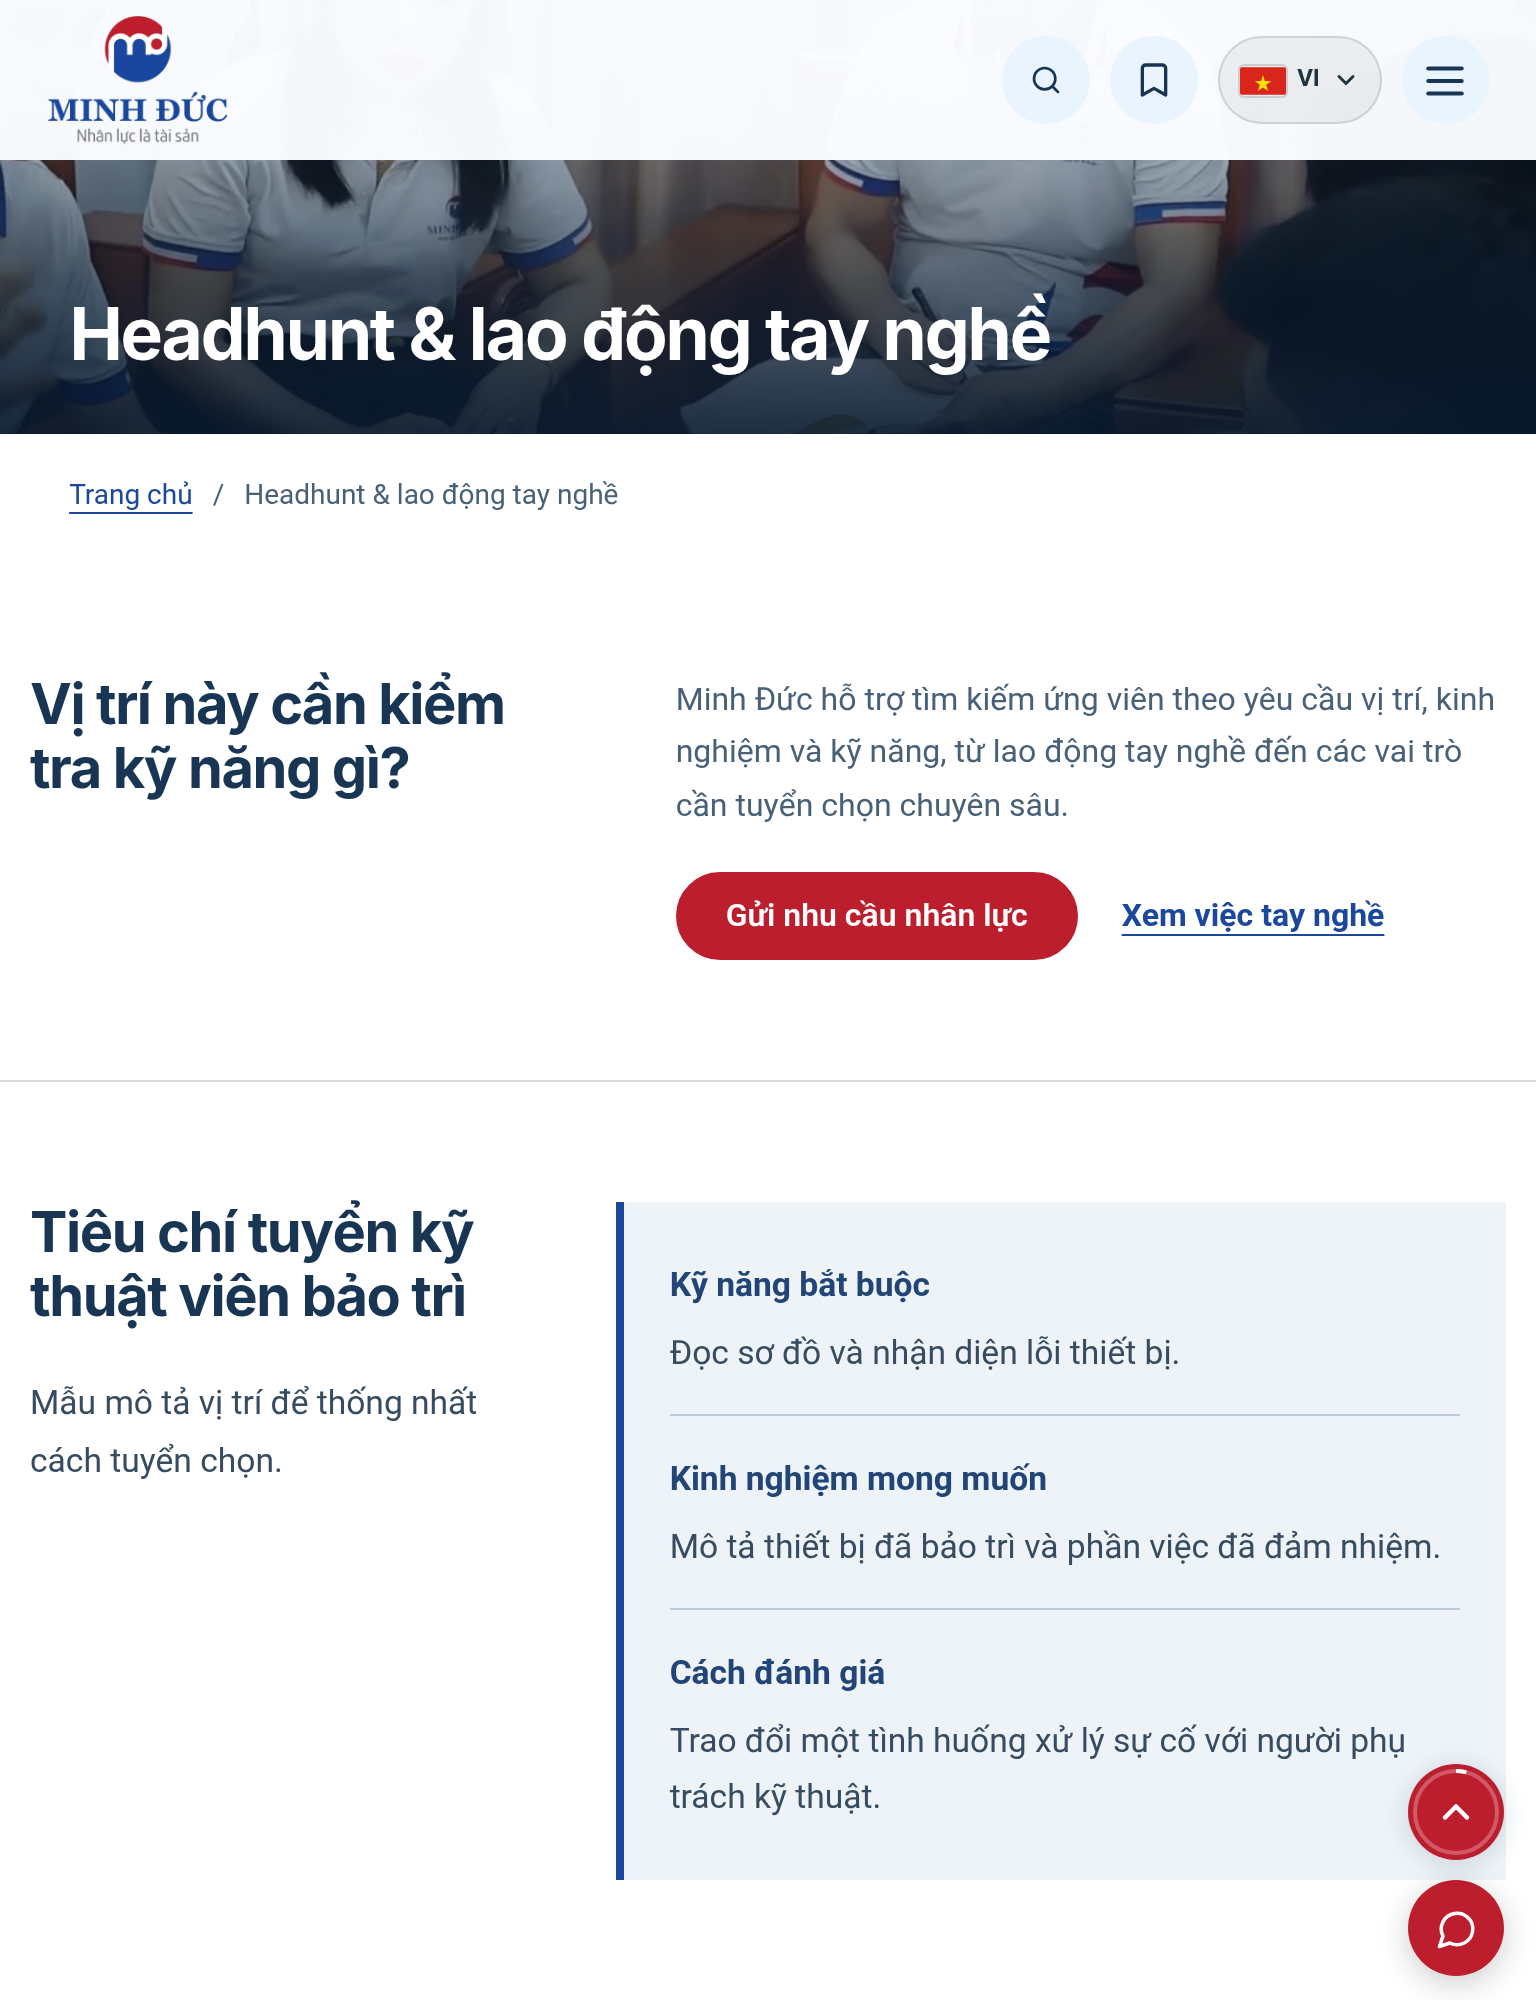 MINH ĐỨC
Nhân lực là tài sản
VI
Headhunt & lao động tay nghề
Trang chủ / Headhunt & lao động tay nghề
Vị trí này cần kiểm
tra kỹ năng gì?
Minh Đức hỗ trợ tìm kiếm ứng viên theo yêu cầu vị trí, kinh
nghiệm và kỹ năng, từ lao động tay nghề đến các vai trò
cần tuyển chọn chuyên sâu.
Gửi nhu cầu nhân lực
Xem việc tay nghề
Tiêu chí tuyển kỹ
thuật viên bảo trì
Mẫu mô tả vị trí để thống nhất
cách tuyển chọn.
Kỹ năng bắt buộc
Đọc sơ đồ và nhận diện lỗi thiết bị.
Kinh nghiệm mong muốn
Mô tả thiết bị đã bảo trì và phần việc đã đảm nhiệm.
Cách đánh giá
Trao đổi một tình huống xử lý sự cố với người phụ
trách kỹ thuật.